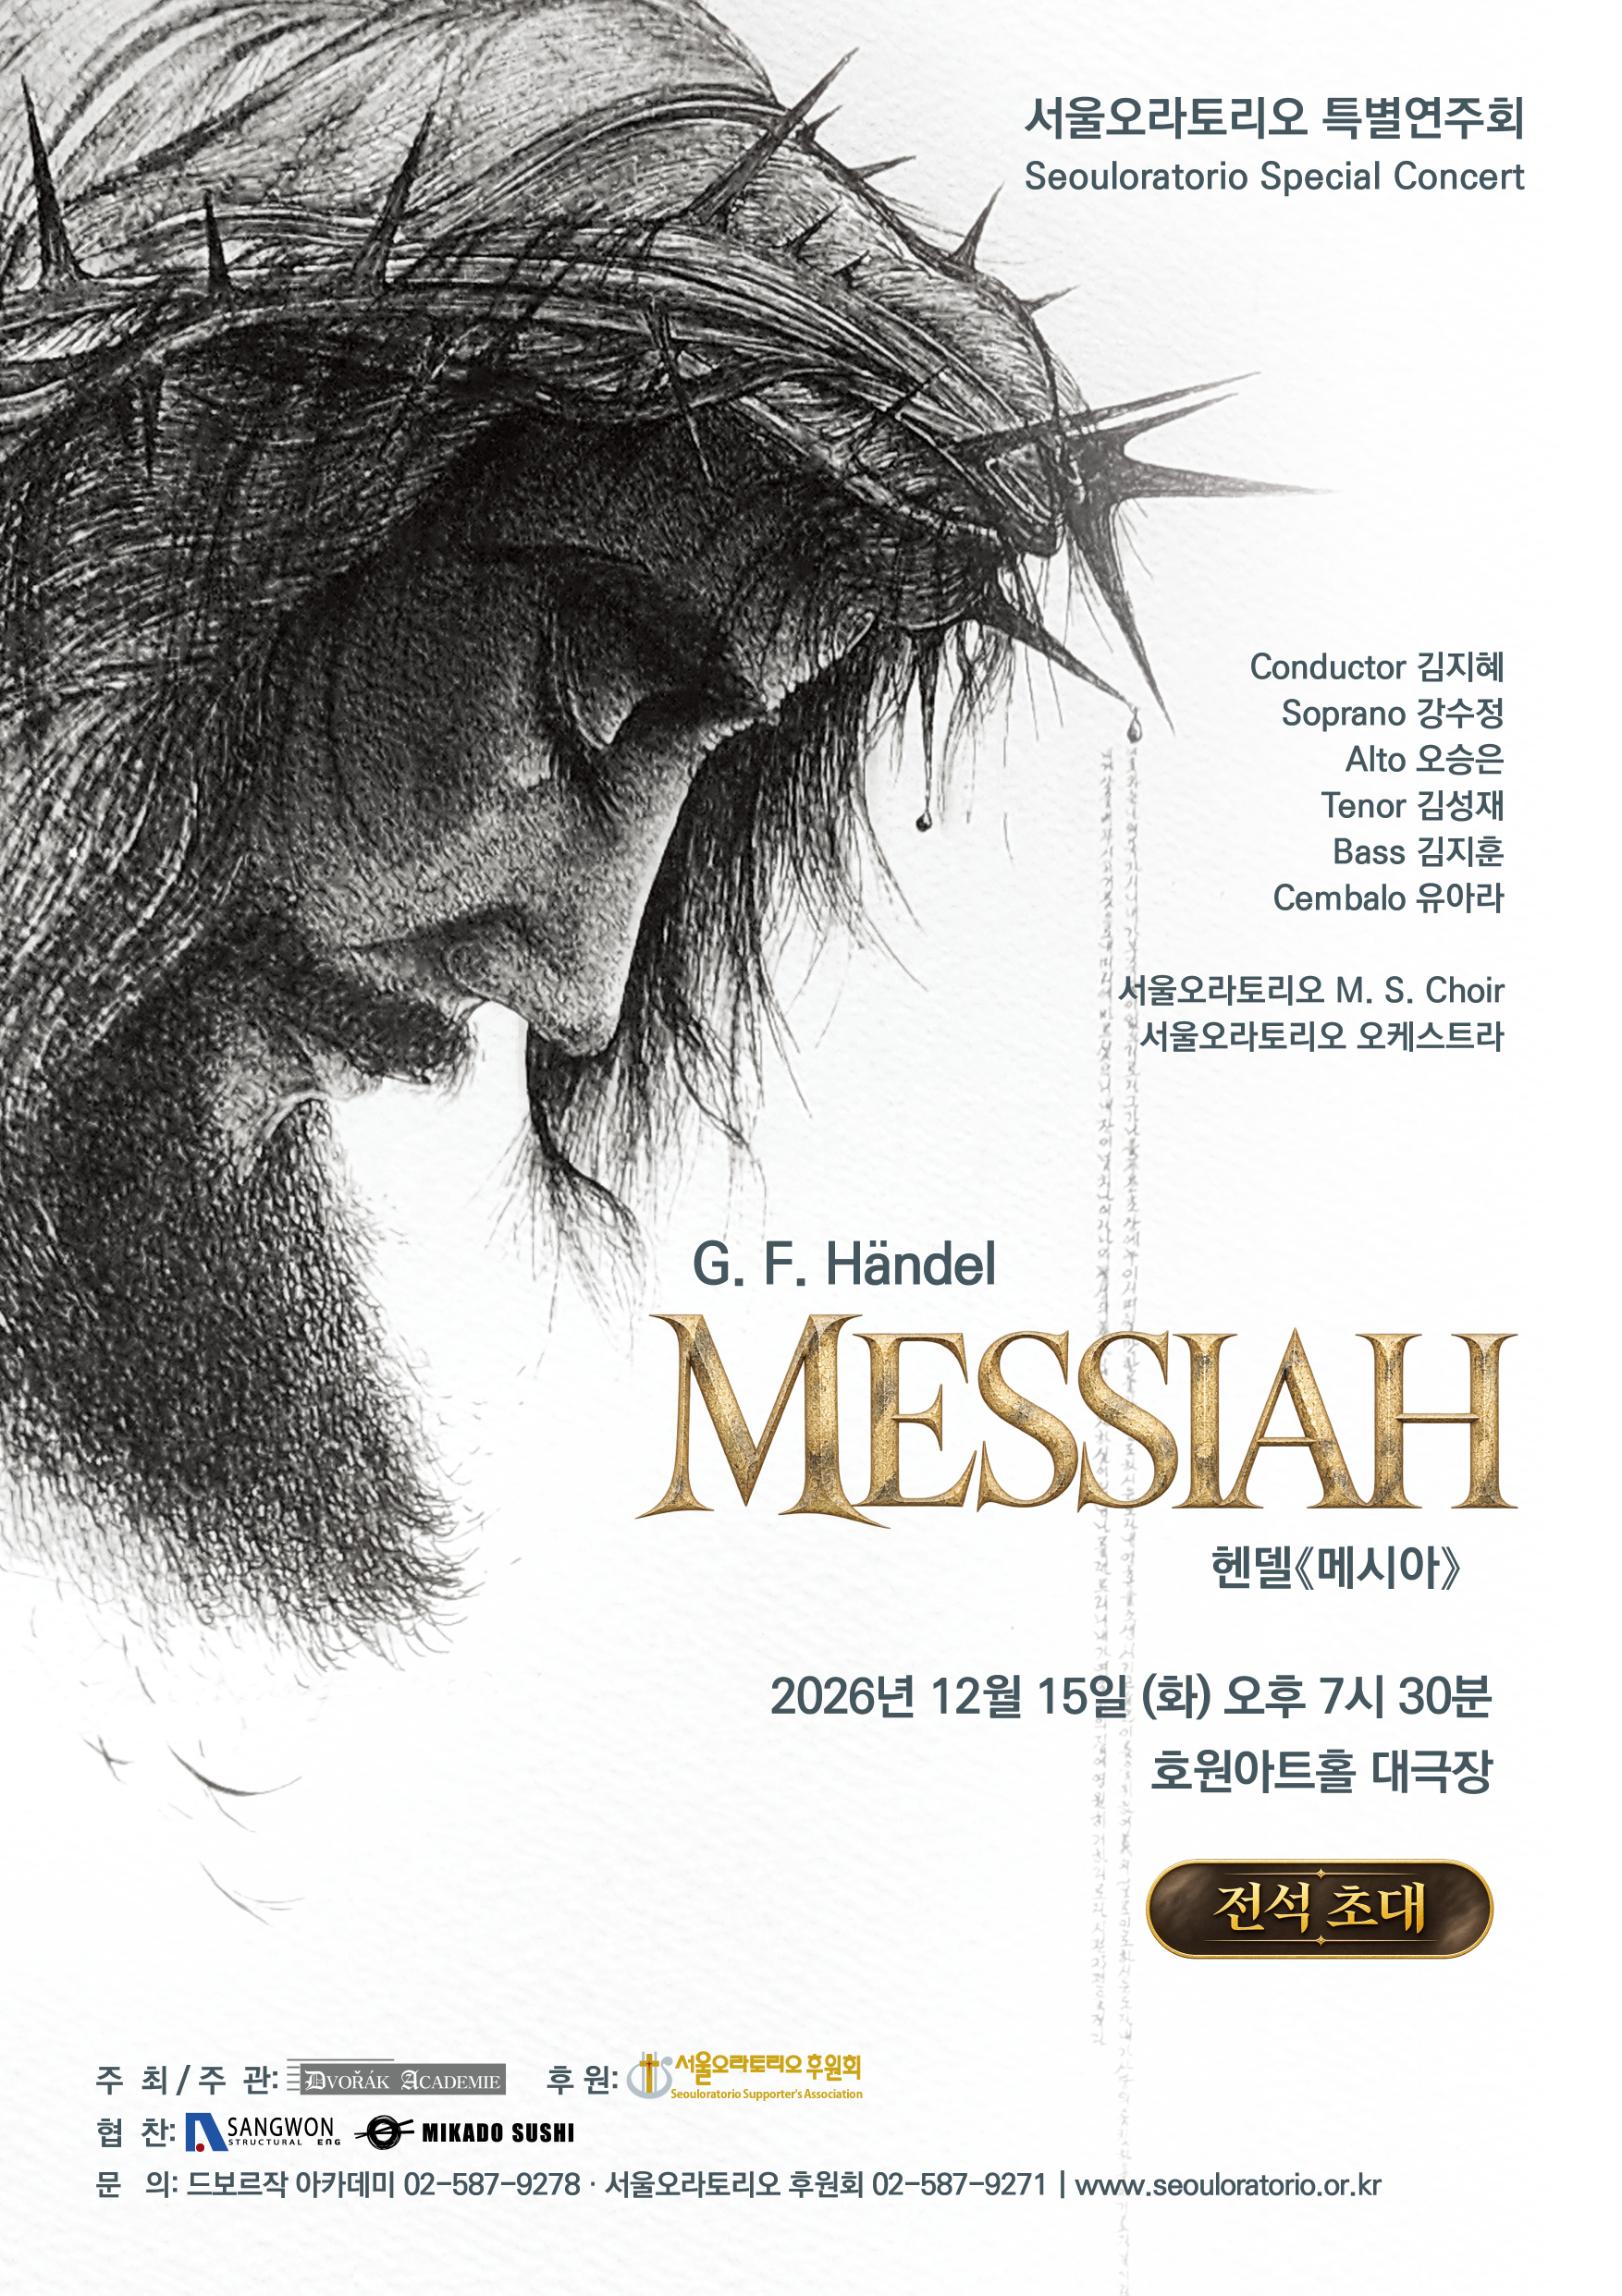 서울오라토리오 특별연주회
Seouloratorio Special Concert
Conductor 김지혜
Soprano 강수정
Alto 오승은
Tenor 김성재
Bass 김지훈
Cembalo 유아라
서울오라토리오 M. S. Choir
서울오라토리오 오케스트라
G. F. Händel
MESSIAH
헨델《메시아》
2026년 12월 15일 (화) 오후 7시 30분
호원아트홀 대극장
전석 초대
주 최 / 주 관: DVOŘÁK ACADEMIE 후 원: 서울오라토리오 후원회
Seouloratorio Supporter's Association
협 찬: SANGWON STRUCTURAL ENG MIKADO SUSHI
문 의: 드보르작 아카데미 02-587-9278 · 서울오라토리오 후원회 02-587-9271 | www.seouloratorio.or.kr